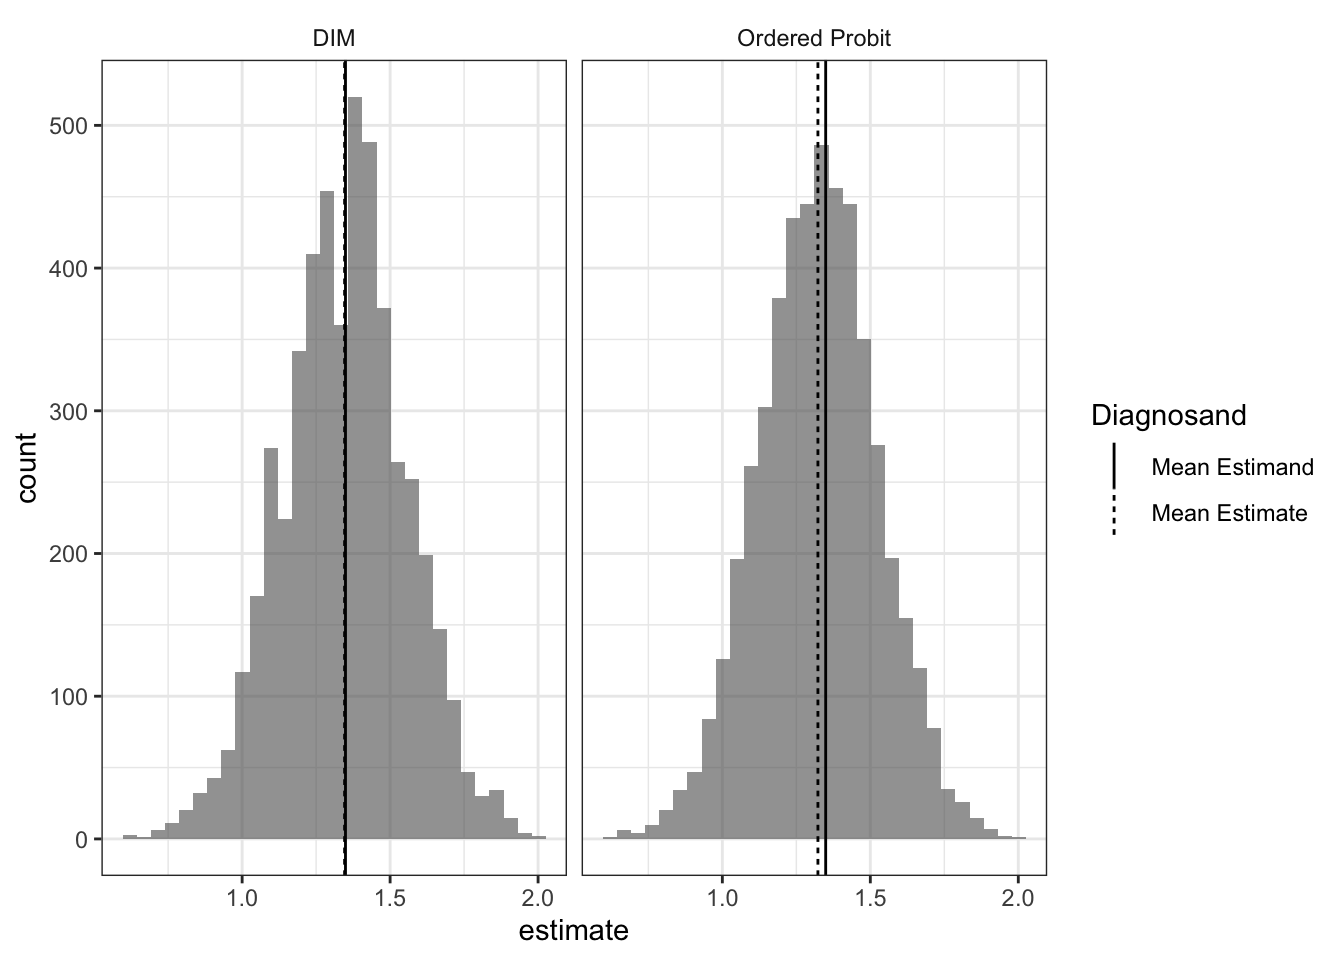 DIM
Ordered Probit
500
400
300
200
100
0
count
1.0
1.5
2.0
1.0
1.5
2.0
estimate
Diagnosand
Mean Estimand
Mean Estimate